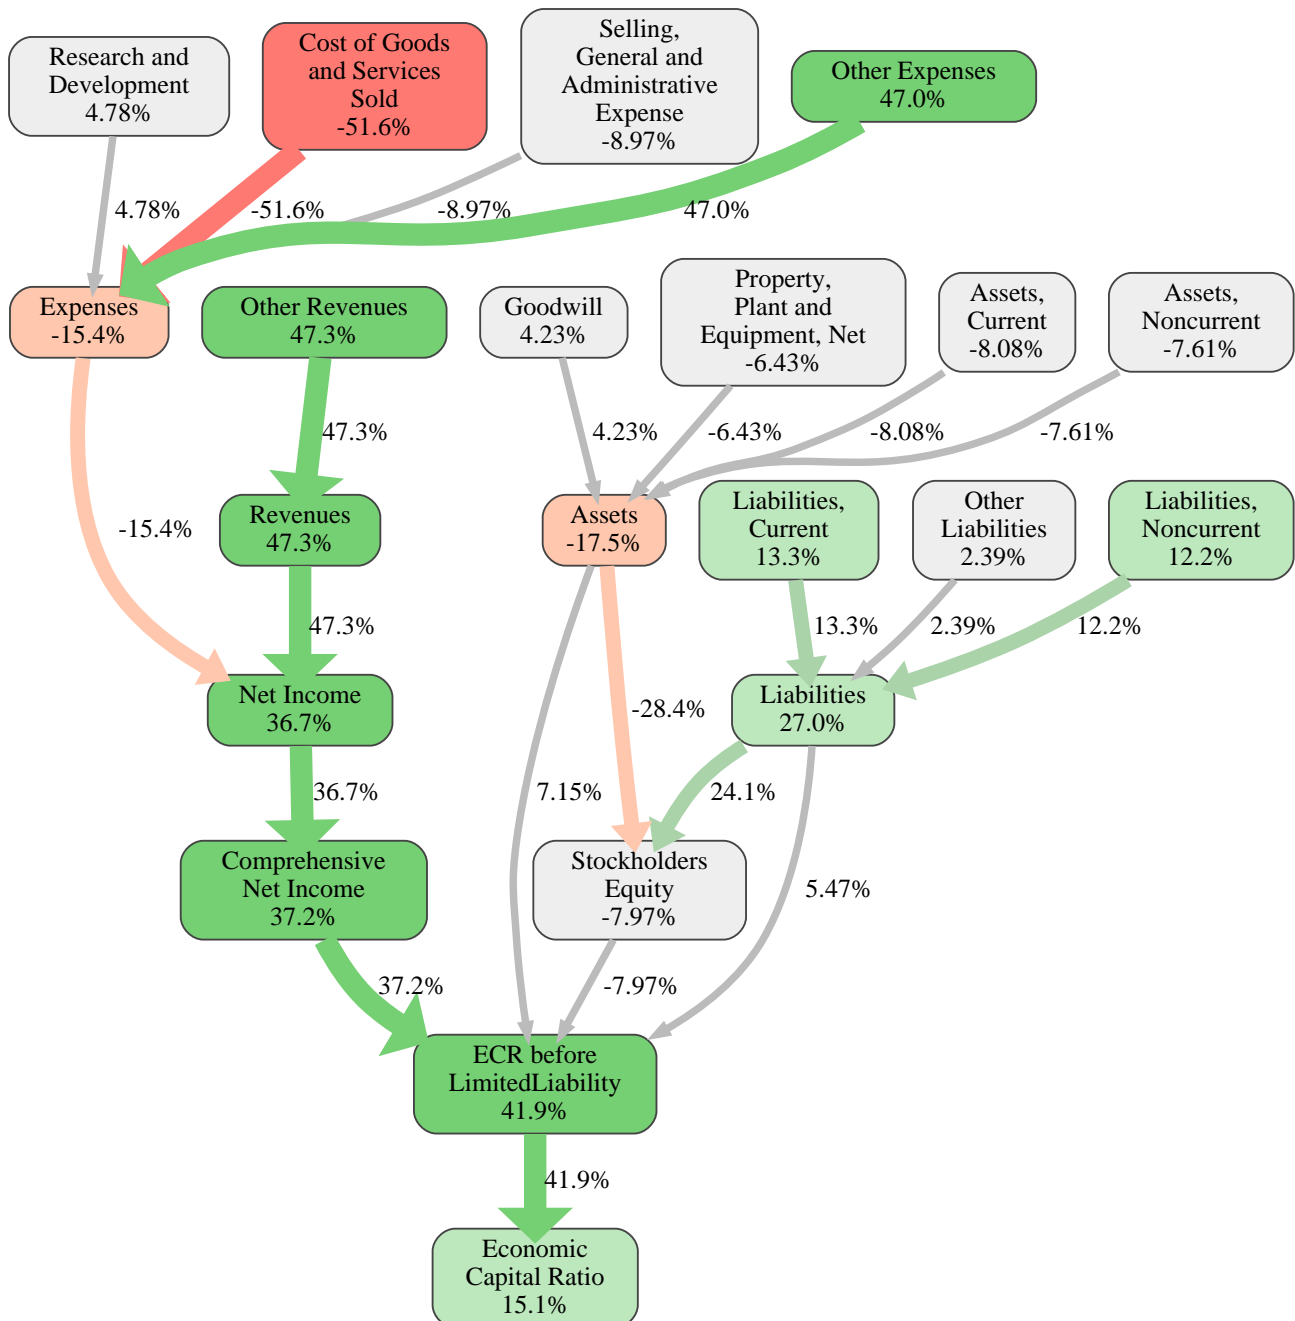 Research and
Development
4.78%
Cost of Goods
and Services
Sold
-51.6%
Selling,
General and
Administrative
Expense
-8.97%
Other Expenses
47.0%
4.78%
-51.6%
-8.97%
47.0%
Expenses
-15.4%
Other Revenues
47.3%
Goodwill
4.23%
Property,
Plant and
Equipment, Net
-6.43%
Assets,
Current
-8.08%
Assets,
Noncurrent
-7.61%
47.3%
4.23%
-6.43%
-8.08%
-7.61%
-15.4%
Revenues
47.3%
Assets
-17.5%
Liabilities,
Current
13.3%
Other
Liabilities
2.39%
Liabilities,
Noncurrent
12.2%
47.3%
13.3%
2.39%
12.2%
Net Income
36.7%
-28.4%
Liabilities
27.0%
36.7%
7.15%
24.1%
Comprehensive
Net Income
37.2%
Stockholders
Equity
-7.97%
5.47%
37.2%
-7.97%
ECR before
LimitedLiability
41.9%
41.9%
Economic
Capital Ratio
15.1%